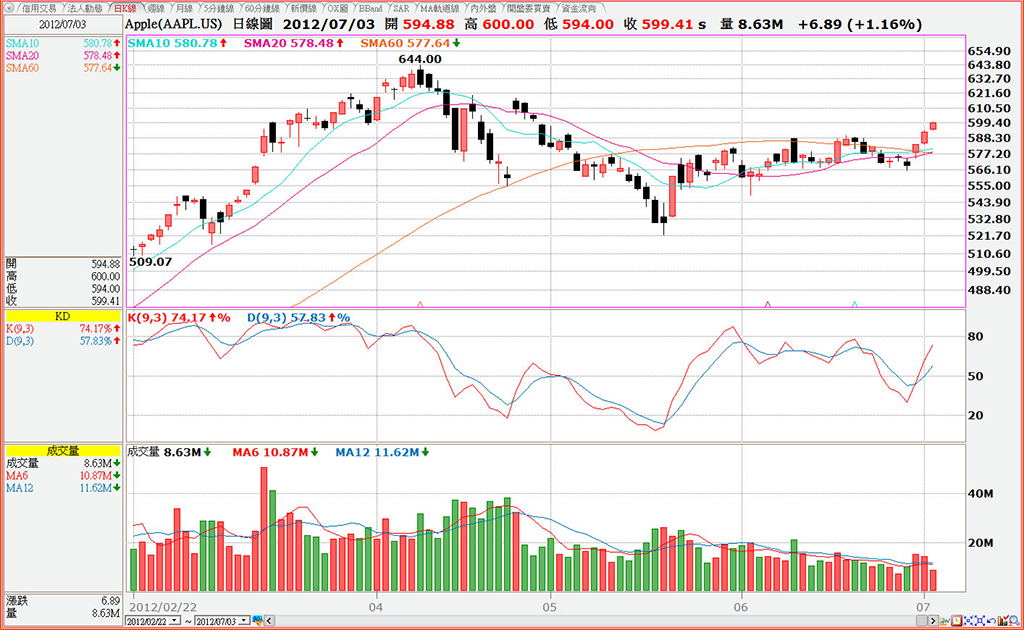 信用交易 法人動態 日K線 週線 月線 5分鐘線 60分鐘線 新價線 OX圖 BBand SAR MA軌道線 內外盤 開盤委買賣 資金流向
2012/07/03 Apple(AAPL.US) 日線圖 2012/07/03 開 594.88 高 600.00 低 594.00 收 599.41 s 量 8.63M +6.89 (+1.16%)
SMA10 580.78
SMA20 578.48
SMA60 577.64
SMA10 580.78 SMA20 578.48 SMA60 577.64
644.00
509.07
654.90
643.80
632.70
621.60
610.50
599.40
588.30
577.20
566.10
555.00
543.90
532.80
521.70
510.60
499.50
488.40
開 594.88
高 600.00
低 594.00
收 599.41
KD
K(9,3) 74.17%
D(9,3) 57.83%
K(9,3) 74.17% D(9,3) 57.83%
80
50
20
成交量
成交量 8.63M
MA6 10.87M
MA12 11.62M
成交量 8.63M MA6 10.87M MA12 11.62M
40M
20M
漲跌 6.89
量 8.63M
2012/02/22 04 05 06 07
2012/02/22 ~ 2012/07/03